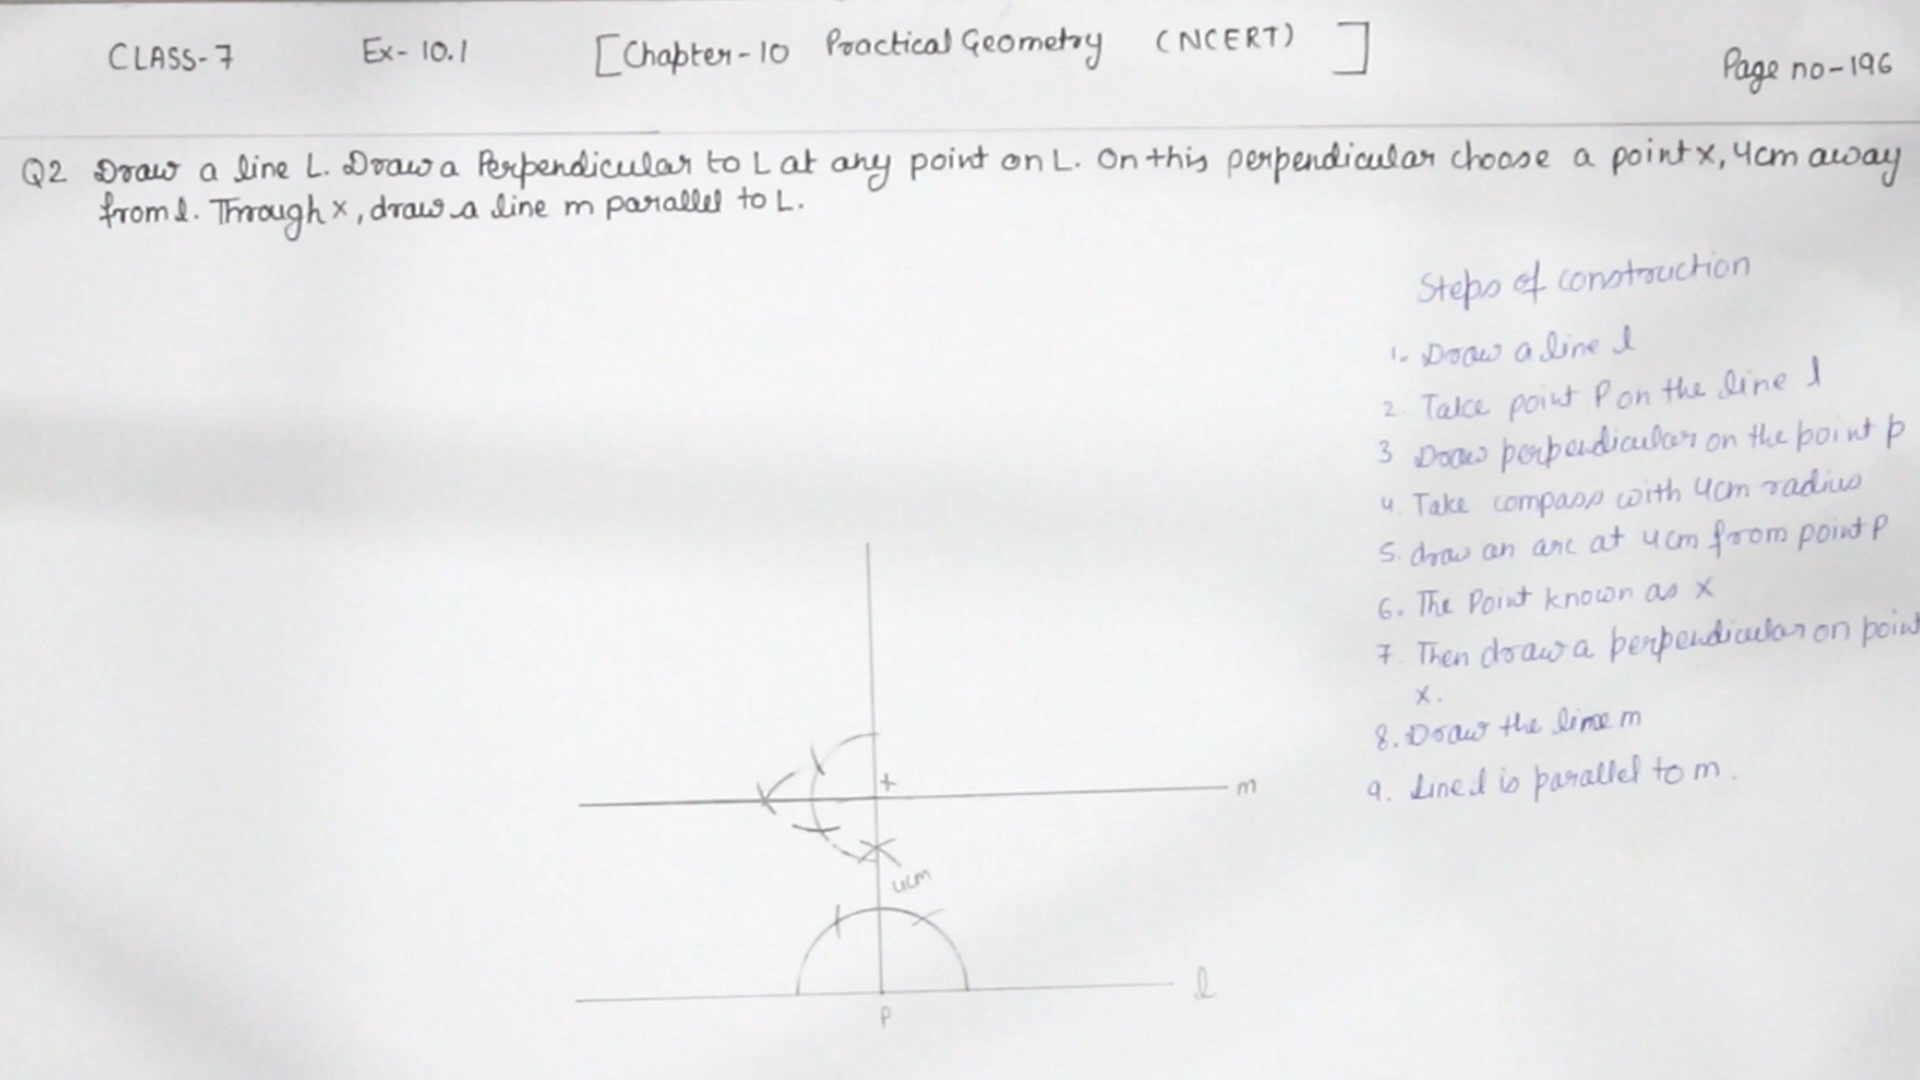 CLASS-7 Ex-10.1 [Chapter-10 Practical Geometry (NCERT)] Page no-196
Q2 Draw a line L. Draw a Perpendicular to L at any point on L. On this perpendicular choose a point x, 4cm away
from l. Through x, draw a line m parallel to L.
Steps of construction
1. Draw a line l
2. Take point P on the line l
3 Draw perpendicular on the point p
4. Take compass with 4cm radius
5. draw an arc at 4cm from point P
6. The Point known as X
7. Then draw a perpendicular on point
x.
8. Draw the line m
9. Line l is parallel to m.
x
m
4cm
l
P